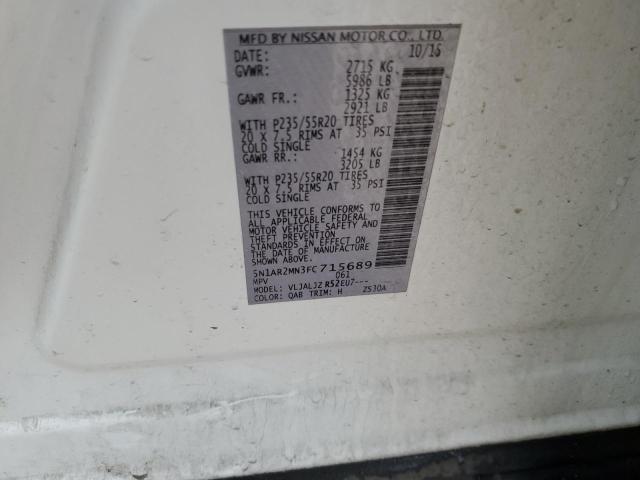 MFD BY NISSAN MOTOR CO., LTD.
DATE: 10/16
GVWR: 2715 KG
5986 LB
GAWR FR.: 1325 KG
2921 LB
WITH P235/55R20 TIRES
20 X 7.5 RIMS AT 35 PSI
COLD SINGLE
GAWR RR.: 1454 KG
3205 LB
WITH P235/55R20 TIRES
20 X 7.5 RIMS AT 35 PSI
COLD SINGLE
THIS VEHICLE CONFORMS TO
ALL APPLICABLE FEDERAL
MOTOR VEHICLE SAFETY AND
THEFT PREVENTION
STANDARDS IN EFFECT ON
THE DATE OF MANUFACTURE
5N1AR2MN3FC715689
MPV 061
MODEL: VLJALJZ R52EU7---
COLOR: QAB TRIM: H ZS30A